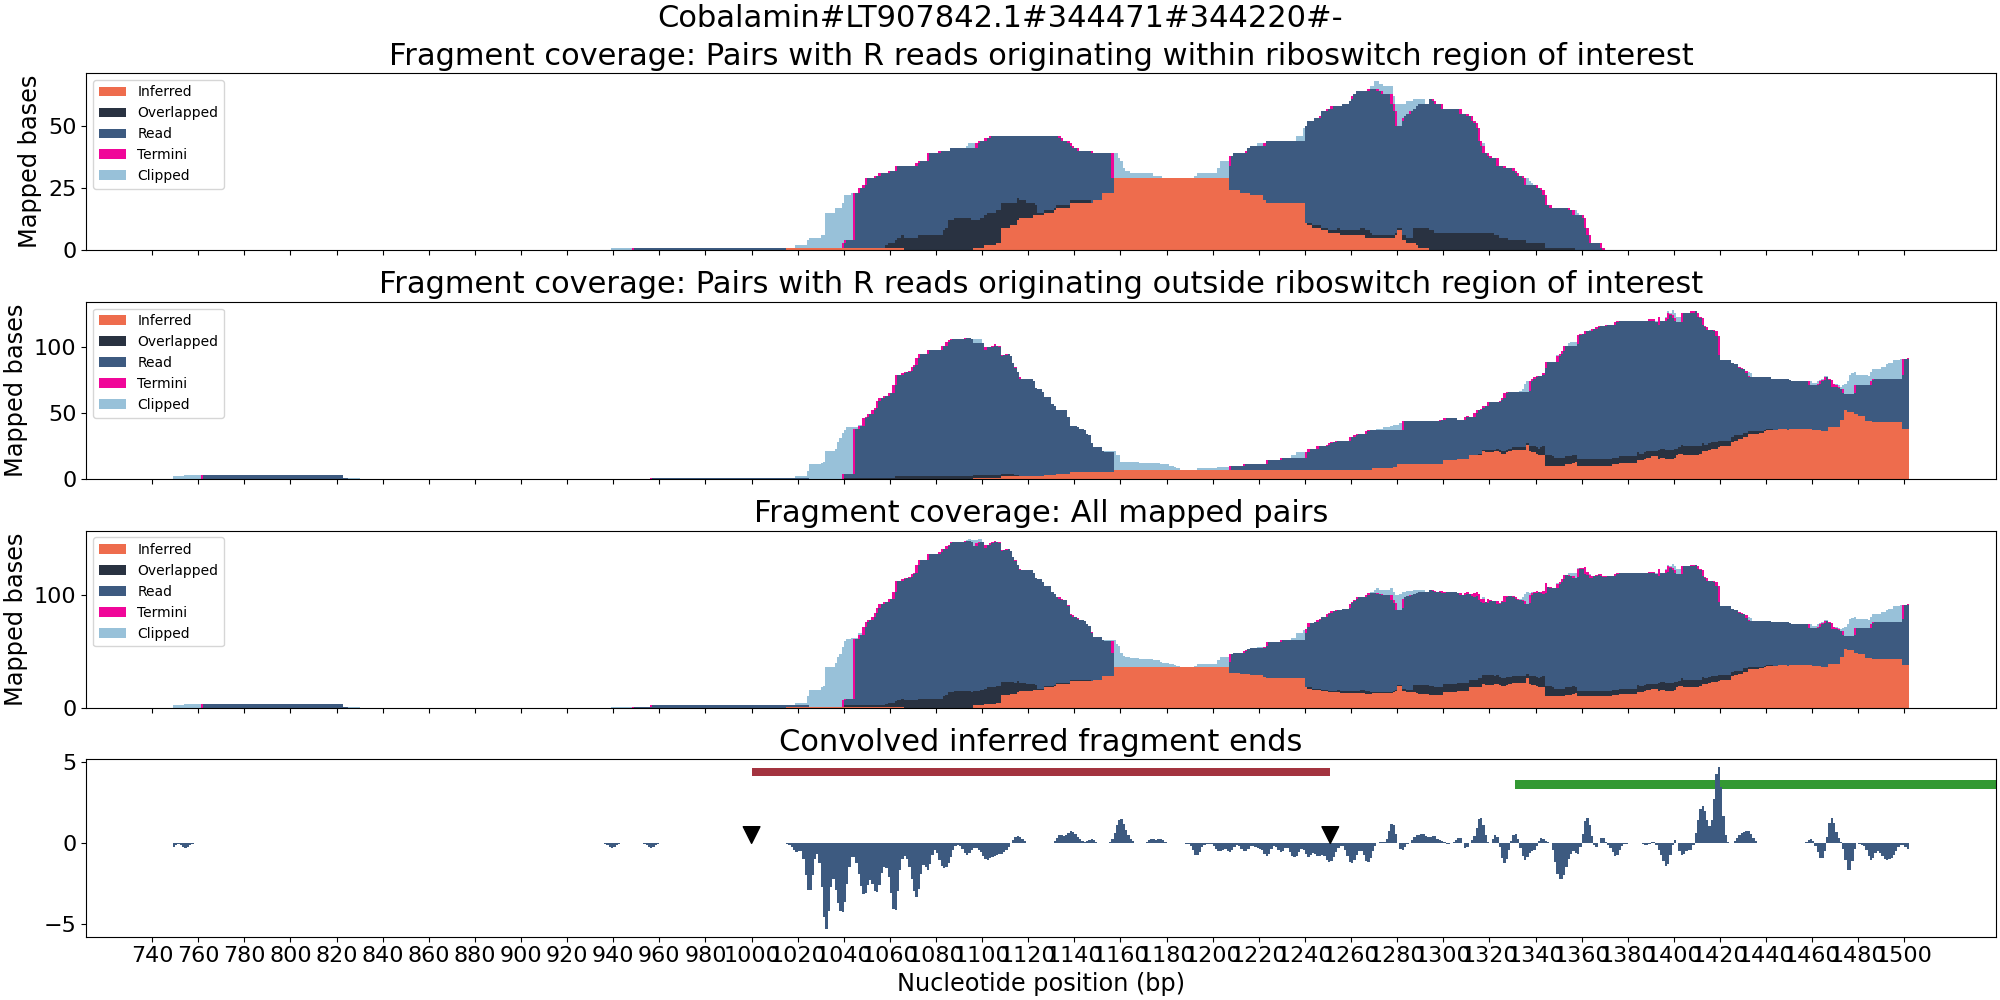 Cobalamin#LT907842.1#344471#344220#-
Fragment coverage: Pairs with R reads originating within riboswitch region of interest
Mapped bases
50
25
0
Inferred
Overlapped
Read
Termini
Clipped
Fragment coverage: Pairs with R reads originating outside riboswitch region of interest
Mapped bases
100
50
0
Inferred
Overlapped
Read
Termini
Clipped
Fragment coverage: All mapped pairs
Mapped bases
100
0
Inferred
Overlapped
Read
Termini
Clipped
Convolved inferred fragment ends
5
0
−5
740 760 780 800 820 840 860 880 900 920 940 960 980 1000 1020 1040 1060 1080 1100 1120 1140 1160 1180 1200 1220 1240 1260 1280 1300 1320 1340 1360 1380 1400 1420 1440 1460 1480 1500
Nucleotide position (bp)